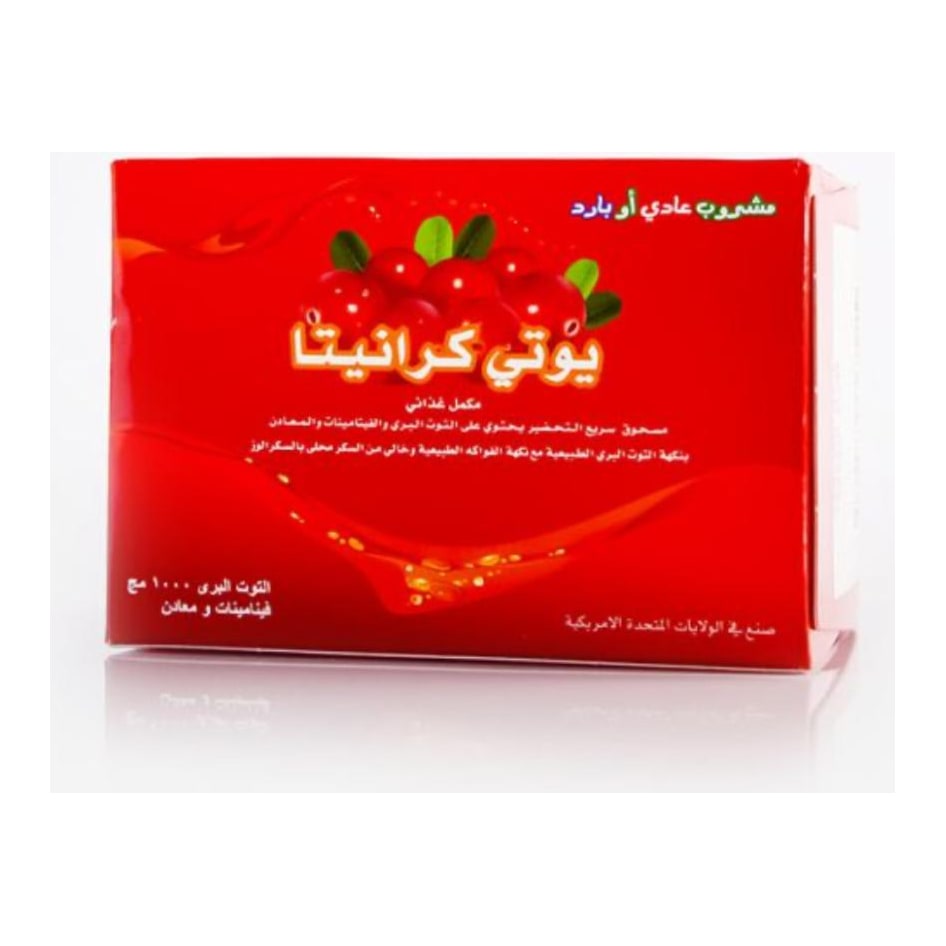 مشروب عادي أو بارد
يوتي كرانيتا
مكمل غذائي
مسحوق سريع التحضير يحتوي على التوت البري والفيتامينات والمعادن
بنكهة التوت البري الطبيعية مع نكهة الفواكه الطبيعية وخالي من السكر محلى بالسكرالوز
التوت البرى ١٠٠٠ مج
فيتامينات و معادن
صنع في الولايات المتحدة الامريكية